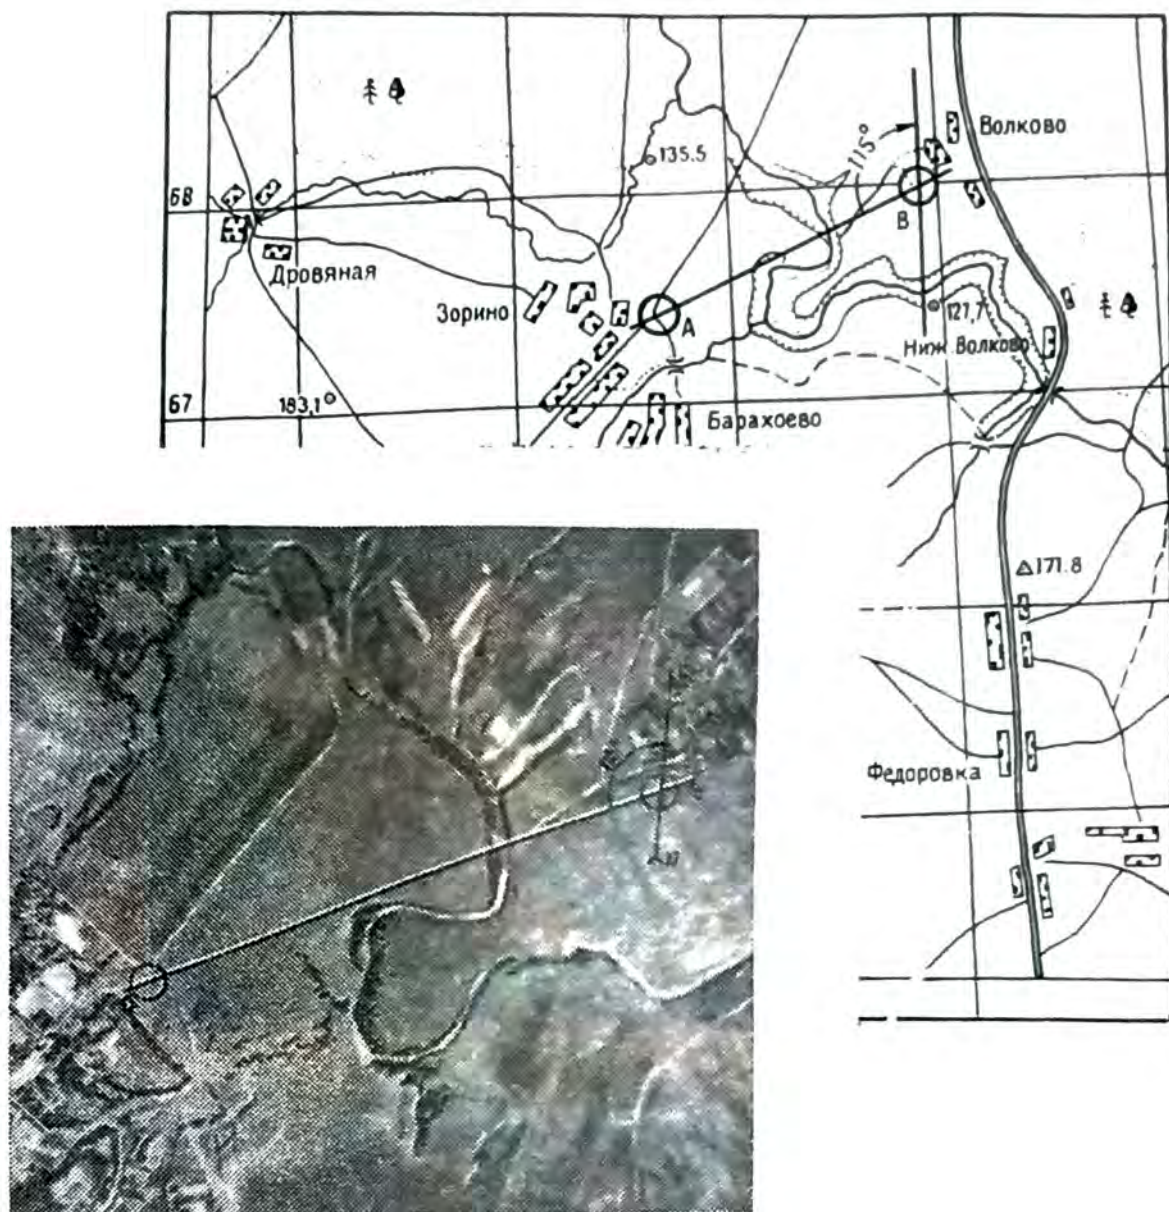 Волково
135.5
115°
68
B
Дровяная
Зорино
A
127,7
Ниж Волково
67
183,1
Барахоево
171.8
Федоровка